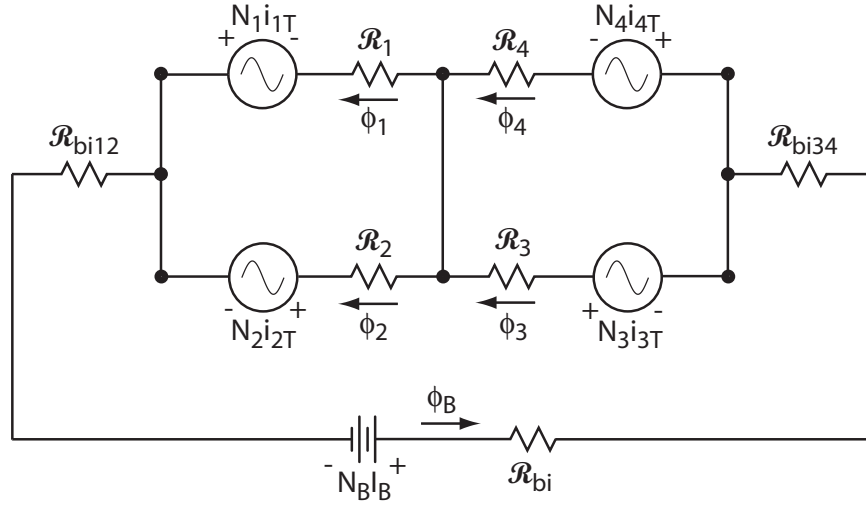 N₁i₁T N₄i₄T
+ - - +
ℛ₁ ℛ₄
ϕ₁ ϕ₄
ℛbi12 ℛbi34
ℛ₂ ℛ₃
- + + -
ϕ₂ ϕ₃
N₂i₂T N₃i₃T
ϕB
- +
NBIB ℛbi